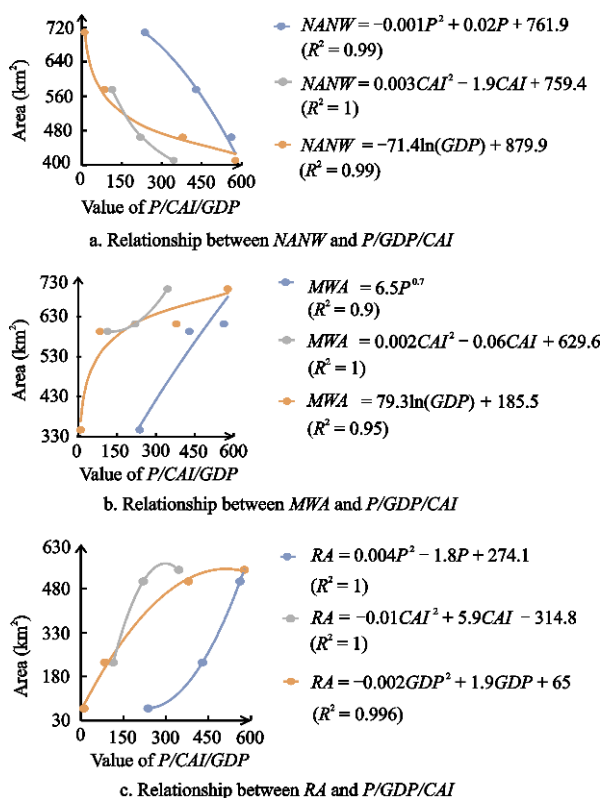 720
640
560
480
400
0
150
300
450
600
Area (km²)
Value of P/CAI/GDP
NANW = −0.001P² + 0.02P + 761.9
(R² = 0.99)
NANW = 0.003CAI² − 1.9CAI + 759.4
(R² = 1)
NANW = −71.4ln(GDP) + 879.9
(R² = 0.99)
a. Relationship between NANW and P/GDP/CAI
730
630
530
430
330
0
150
300
450
600
Area (km²)
Value of P/CAI/GDP
MWA = 6.5P⁰·⁷
(R² = 0.9)
MWA = 0.002CAI² − 0.06CAI + 629.6
(R² = 1)
MWA = 79.3ln(GDP) + 185.5
(R² = 0.95)
b. Relationship between MWA and P/GDP/CAI
630
480
330
180
30
0
150
300
450
600
Area (km²)
Value of P/CAI/GDP
RA = 0.004P² − 1.8P + 274.1
(R² = 1)
RA = −0.01CAI² + 5.9CAI − 314.8
(R² = 1)
RA = −0.002GDP² + 1.9GDP + 65
(R² = 0.996)
c. Relationship between RA and P/GDP/CAI